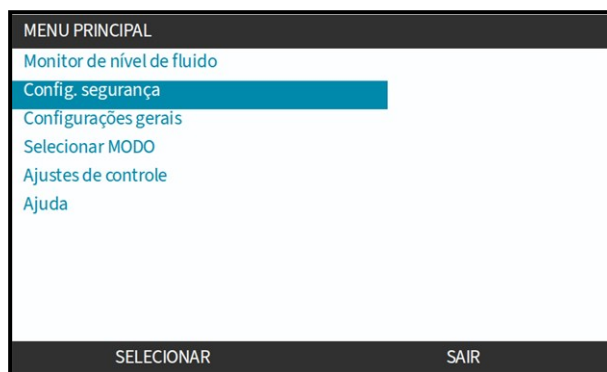 MENU PRINCIPAL
Monitor de nível de fluido
Config. segurança
Configurações gerais
Selecionar MODO
Ajustes de controle
Ajuda
SELECIONAR SAIR